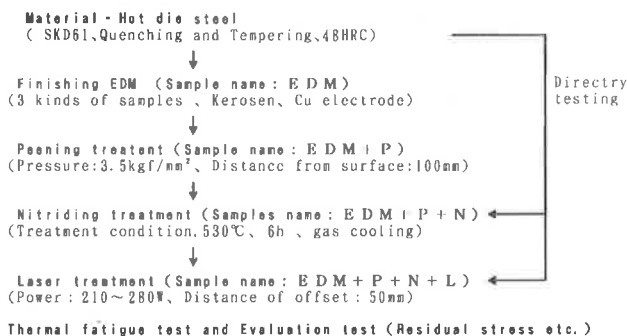 Material - Hot die steel
( SKD61、Quenching and Tempering、48HRC)
Finishing EDM (Sample name : EDM)
(3 kinds of samples 、 Kerosen、 Cu electrode)
Directry
testing
Peening treatent (Sample name : EDM + P)
(Pressure:3.5kgf/mm²、 Distance from surface:100mm)
Nitriding treatment (Samples name : EDM + P + N)
(Treatment condition.530℃、 6h 、 gas cooling)
Laser treatment (Sample name : EDM + P + N + L)
(Power : 210～280W、 Distance of offset : 50mm)
Thermal fatigue test and Evaluation test (Residual stress etc. )